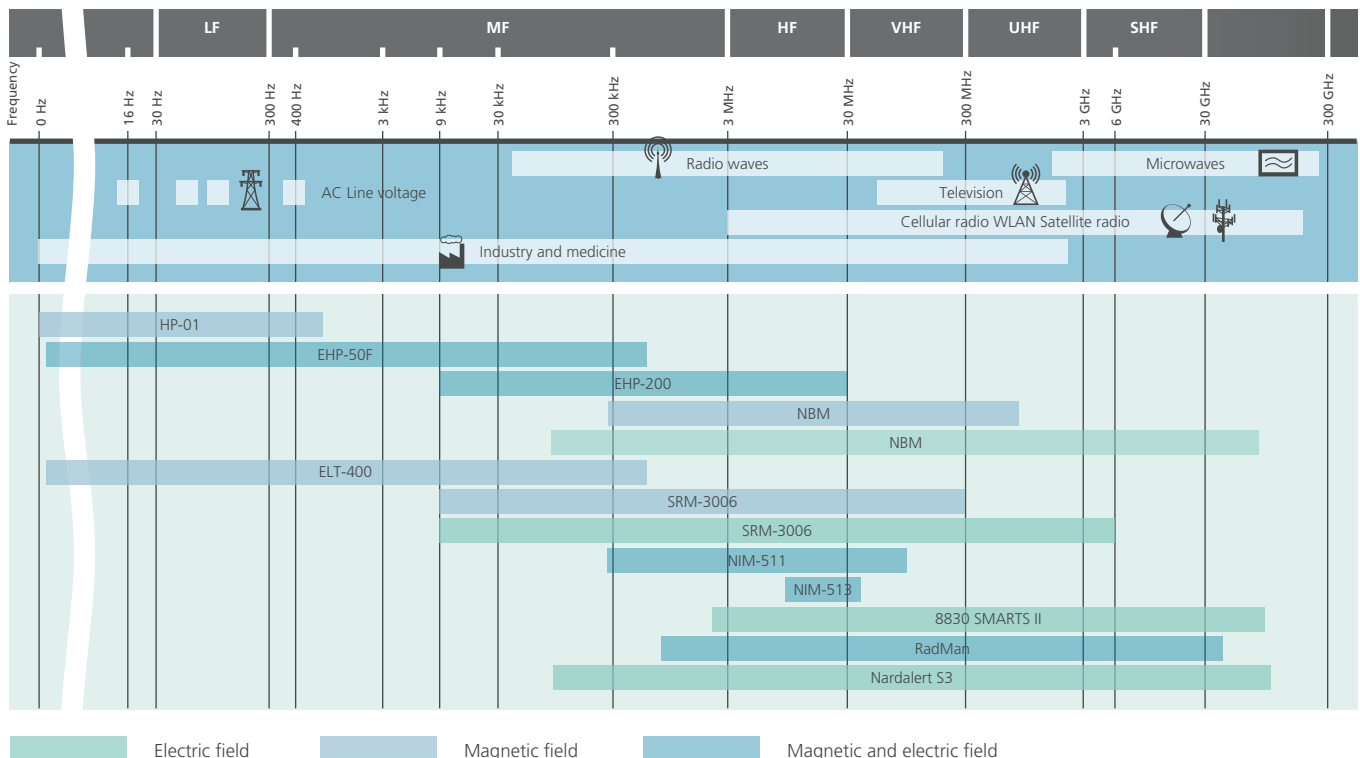 LF MF HF VHF UHF SHF
Frequency
0 Hz
16 Hz
30 Hz
300 Hz
400 Hz
3 kHz
9 kHz
30 kHz
300 kHz
3 MHz
30 MHz
300 MHz
3 GHz
6 GHz
30 GHz
300 GHz
Radio waves
Microwaves
AC Line voltage
Television
Cellular radio WLAN Satellite radio
Industry and medicine
HP-01
EHP-50F
EHP-200
NBM
NBM
ELT-400
SRM-3006
SRM-3006
NIM-511
NIM-513
8830 SMARTS II
RadMan
Nardalert S3
Electric field
Magnetic field
Magnetic and electric field